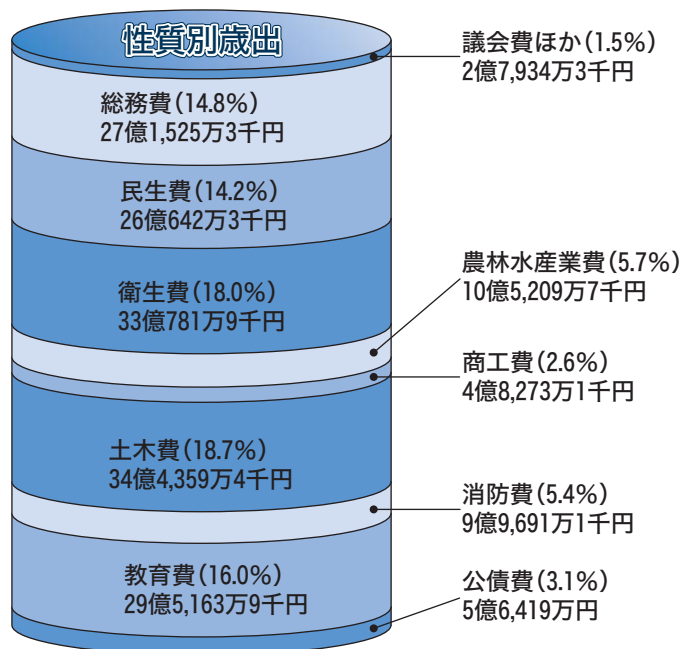 性質別歳出
議会費ほか(1.5%)
2億7,934万3千円
総務費(14.8%)
27億1,525万3千円
民生費(14.2%)
26億642万3千円
衛生費(18.0%)
33億781万9千円
農林水産業費(5.7%)
10億5,209万7千円
商工費(2.6%)
4億8,273万1千円
土木費(18.7%)
34億4,359万4千円
消防費(5.4%)
9億9,691万1千円
教育費(16.0%)
29億5,163万9千円
公債費(3.1%)
5億6,419万円